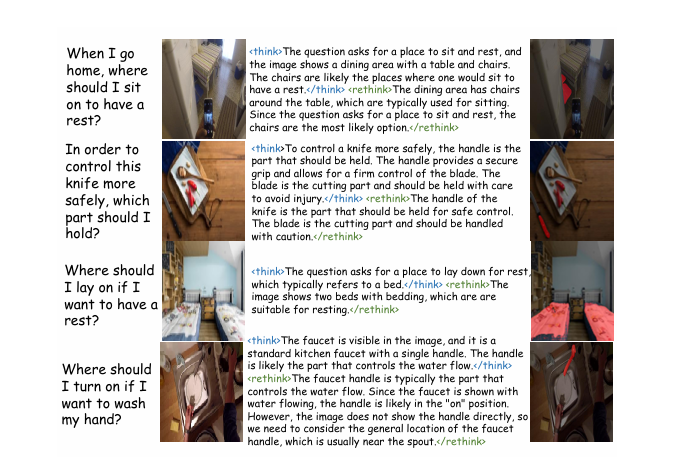 When I go
home, where
should I sit
on to have a
rest?
<think>The question asks for a place to sit and rest, and
the image shows a dining area with a table and chairs.
The chairs are likely the places where one would sit to
have a rest.</think> <rethink>The dining area has chairs
around the table, which are typically used for sitting.
Since the question asks for a place to sit and rest, the
chairs are the most likely option.</rethink>
In order to
control this
knife more
safely, which
part should I
hold?
<think>To control a knife more safely, the handle is the
part that should be held. The handle provides a secure
grip and allows for a firm control of the blade. The
blade is the cutting part and should be held with care
to avoid injury.</think> <rethink>The handle of the
knife is the part that should be held for safe control.
The blade is the cutting part and should be handled
with caution.</rethink>
Where should
I lay on if I
want to have a
rest?
<think>The question asks for a place to lay down for rest,
which typically refers to a bed.</think> <rethink>The
image shows two beds with bedding, which are are
suitable for resting.</rethink>
Where should
I turn on if I
want to wash
my hand?
<think>The faucet is visible in the image, and it is a
standard kitchen faucet with a single handle. The handle
is likely the part that controls the water flow.</think>
<rethink>The faucet handle is typically the part that
controls the water flow. Since the faucet is shown with
water flowing, the handle is likely in the "on" position.
However, the image does not show the handle directly, so
we need to consider the general location of the faucet
handle, which is usually near the spout.</rethink>